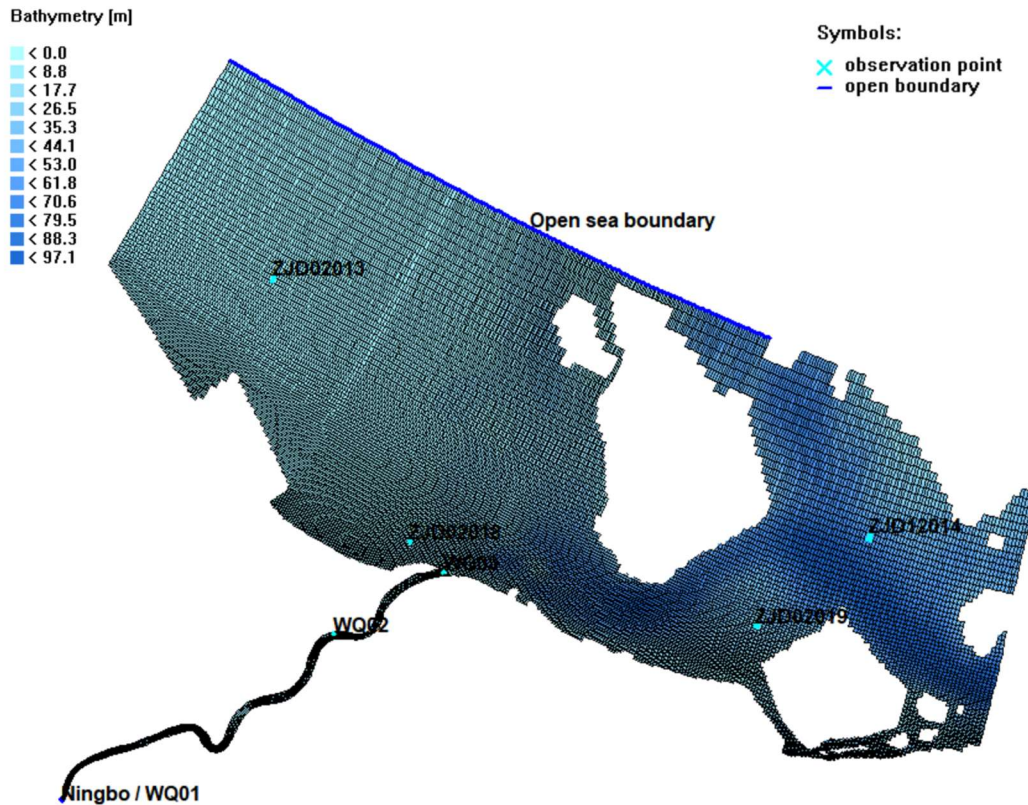 Bathymetry [m]
< 0.0
< 8.8
< 17.7
< 26.5
< 35.3
< 44.1
< 53.0
< 61.8
< 70.6
< 79.5
< 88.3
< 97.1
Symbols:
observation point
open boundary
Open sea boundary
ZJD02013
ZJD02018
WQ03
ZJD12014
WQ02
ZJD02019
Ningbo / WQ01